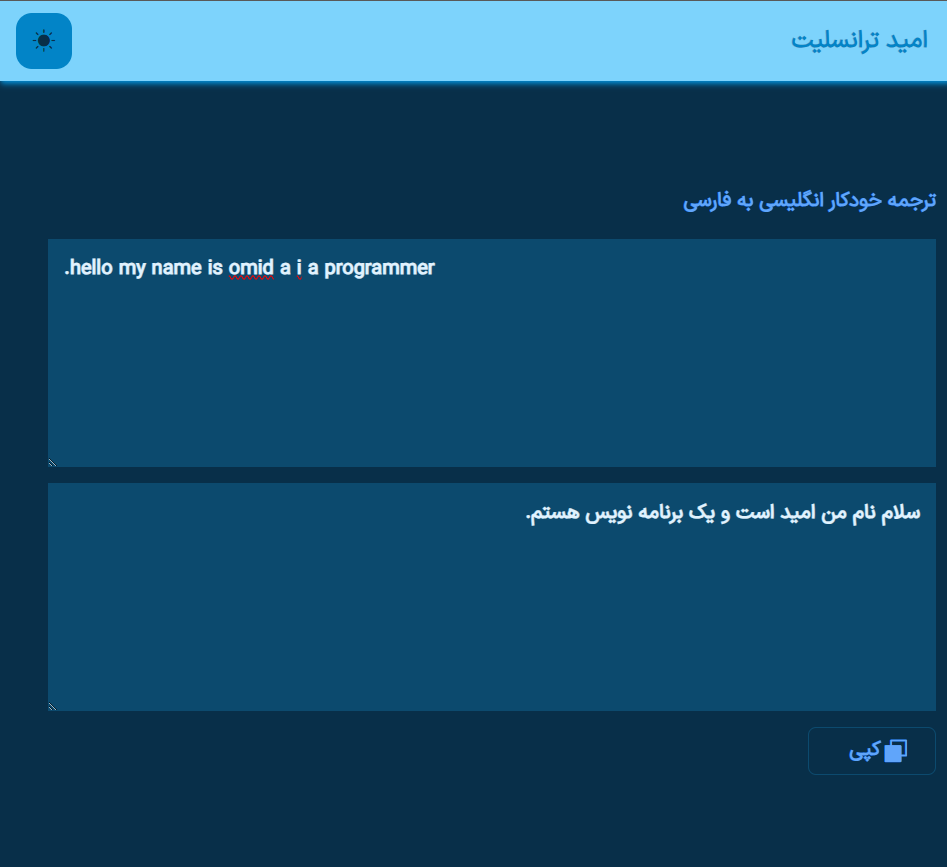 امید ترانسلیت
ترجمه خودکار انگلیسی به فارسی
.hello my name is omid a i a programmer
سلام نام من امید است و یک برنامه نویس هستم.
کپی